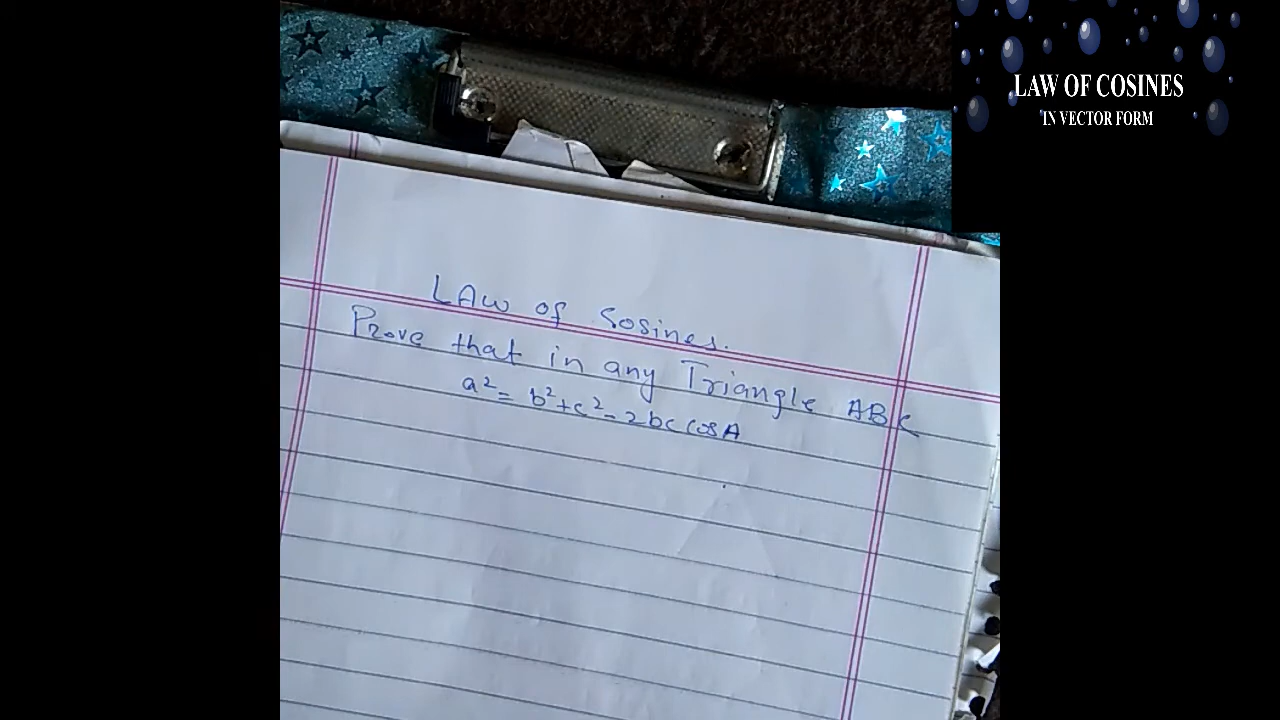 LAW OF COSINES
IN VECTOR FORM
LAW of Cosines.
Prove that in any Triangle ABC
a² = b² + c² - 2bc cosA